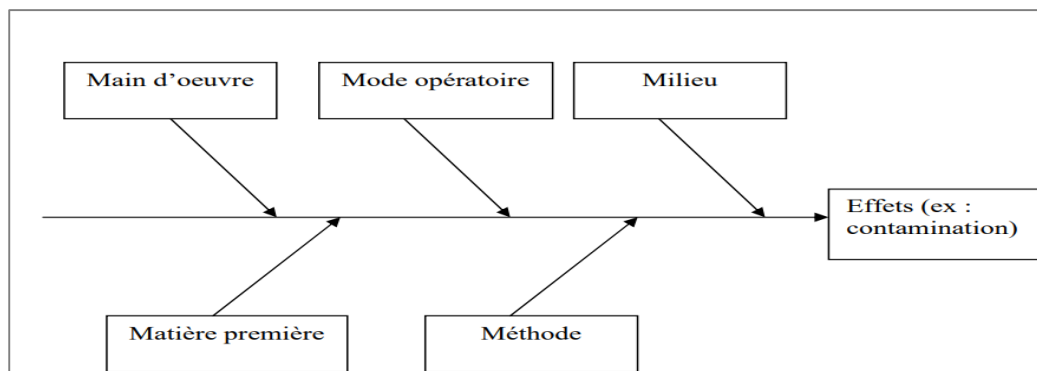 Main d’oeuvre
Mode opératoire
Milieu
Effets (ex :
contamination)
Matière première
Méthode